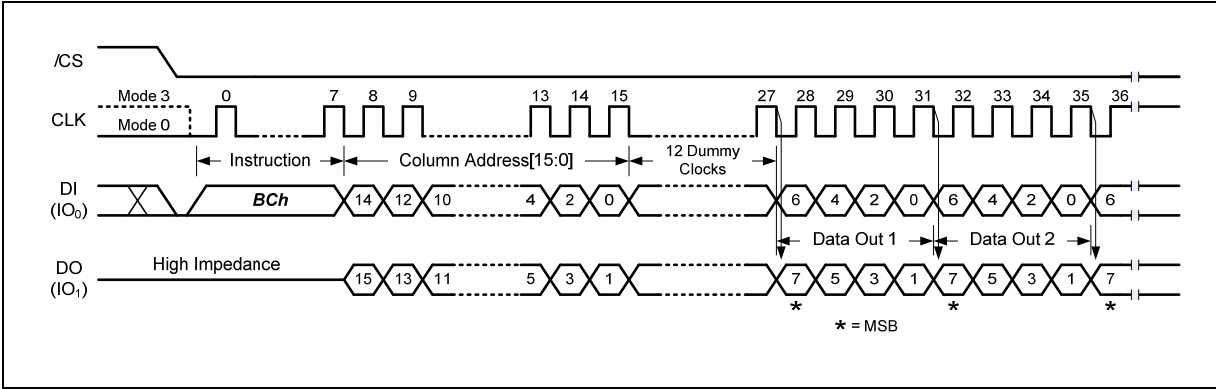 /CS
Mode 3
0 7 8 9 13 14 15 27 28 29 30 31 32 33 34 35 36
CLK
Mode 0
Instruction
Column Address[15:0]
12 Dummy
Clocks
DI
(IO₀)
BCh 14 12 10 4 2 0 6 4 2 0 6 4 2 0 6
Data Out 1
Data Out 2
High Impedance
DO
(IO₁)
15 13 11 5 3 1 7 5 3 1 7 5 3 1 7
* * *
* = MSB